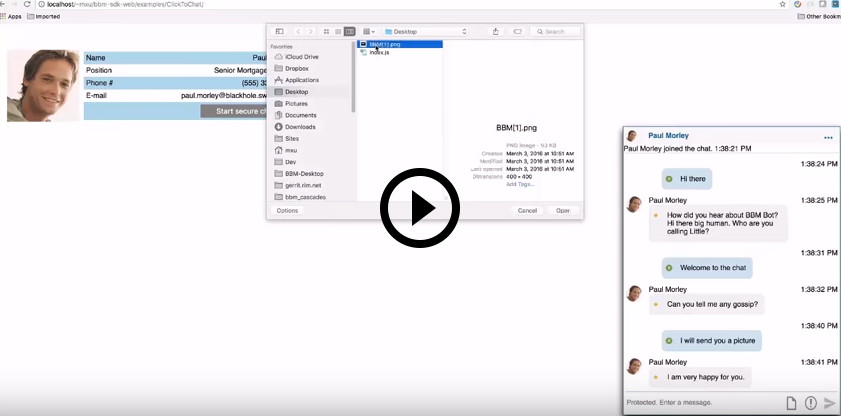 localhost/~mxu/bbm-sdk-web/examples/ClickToChat/
Apps
Imported
Other Bookm
Name
Paul
Position
Senior Mortgage
Phone #
(555) 33
E-mail
paul.morley@blackhole.sw
Start secure ch
Desktop
Search
Favorites
iCloud Drive
Dropbox
Applications
Desktop
Pictures
Documents
Downloads
Sites
mxu
Dev
BBM-Desktop
gerrit.rim.net
bbm_cascades
BBM[1].png
index.js
BBM[1].png
PNG image - 93 KB
Created March 3, 2016 at 10:51 AM
Modified March 3, 2016 at 10:51 AM
Last opened March 3, 2016 at 10:51 AM
Dimensions 400 × 400
Add Tags...
Options
Cancel
Open
Paul Morley
Paul Morley joined the chat. 1:38:21 PM
1:38:24 PM
Hi there
1:38:25 PM
Paul Morley
How did you hear about BBM Bot?
Hi there big human. Who are you
calling Little?
1:38:31 PM
Welcome to the chat
1:38:32 PM
Paul Morley
Can you tell me any gossip?
1:38:40 PM
I will send you a picture
1:38:41 PM
Paul Morley
I am very happy for you.
Protected. Enter a message.